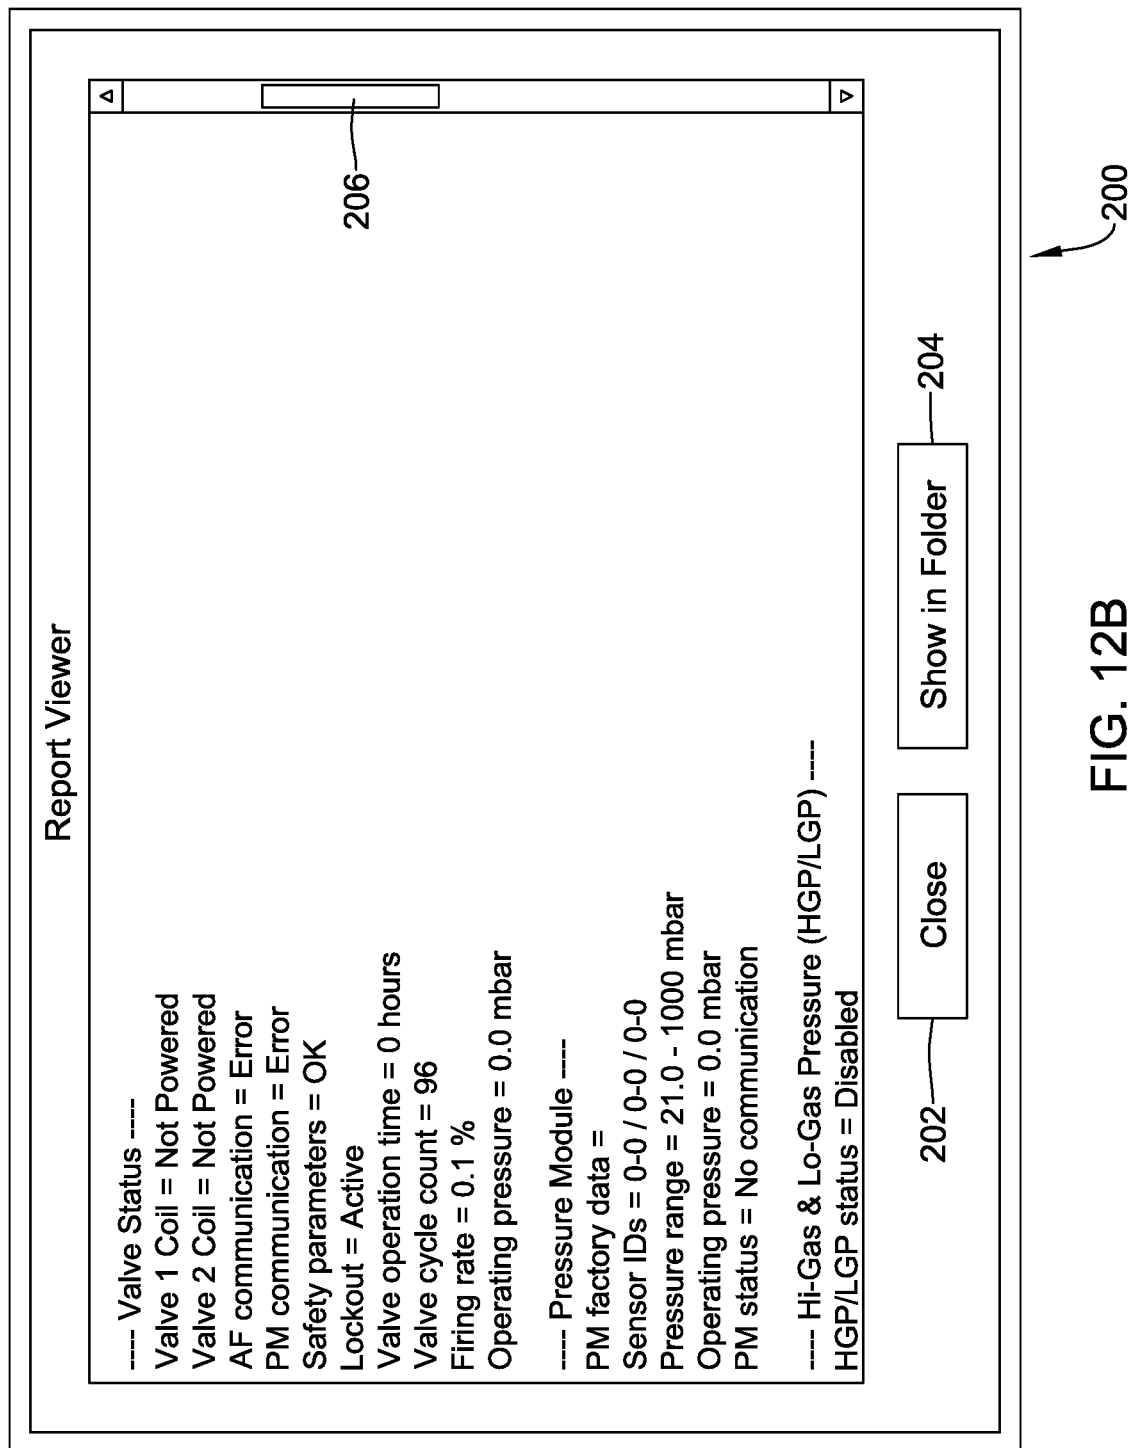 Report Viewer
---- Valve Status ----
Valve 1 Coil = Not Powered
Valve 2 Coil = Not Powered
AF communication = Error
PM communication = Error
Safety parameters = OK
Lockout = Active
Valve operation time = 0 hours
Valve cycle count = 96
Firing rate = 0.1 %
Operating pressure = 0.0 mbar
---- Pressure Module ----
PM factory data =
Sensor IDs = 0-0 / 0-0 / 0-0
Pressure range = 21.0 - 1000 mbar
Operating pressure = 0.0 mbar
PM status = No communication
---- Hi-Gas & Lo-Gas Pressure (HGP/LGP) ----
HGP/LGP status = Disabled
206
Close
Show in Folder
202
204
200
FIG. 12B